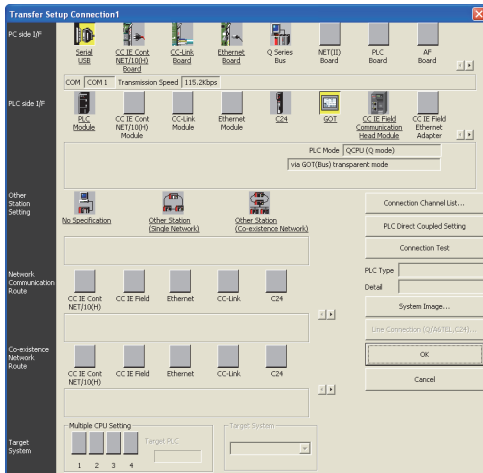 Transfer Setup Connection1
PC side I/F
Serial USB
CC IE Cont NET/10(H) Board
CC-Link Board
Ethernet Board
Q Series Bus
NET(II) Board
PLC Board
AF Board
COM COM 1 Transmission Speed 115.2Kbps
PLC side I/F
PLC Module
CC IE Cont NET/10(H) Module
CC-Link Module
Ethernet Module
C24
GOT
CC IE Field Communication Head Module
CC IE Field Ethernet Adapter
PLC Mode QCPU (Q mode)
via GOT(Bus) transparent mode
Other Station Setting
No Specification
Other Station (Single Network)
Other Station (Co-existence Network)
Connection Channel List...
PLC Direct Coupled Setting
Connection Test
PLC Type
Detail
System Image...
Line Connection (Q/A6TEL,C24)...
OK
Cancel
Network Communication Route
CC IE Cont NET/10(H)
CC IE Field
Ethernet
CC-Link
C24
Co-existence Network Route
CC IE Cont NET/10(H)
CC IE Field
Ethernet
CC-Link
C24
Target System
Multiple CPU Setting
1 2 3 4
Target PLC
Target System